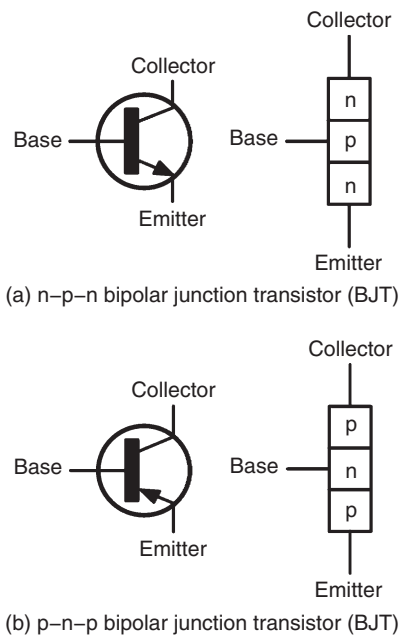 Collector
Collector
n
Base
Base
p
n
Emitter
Emitter
(a) n–p–n bipolar junction transistor (BJT)
Collector
Collector
p
Base
Base
n
p
Emitter
Emitter
(b) p–n–p bipolar junction transistor (BJT)